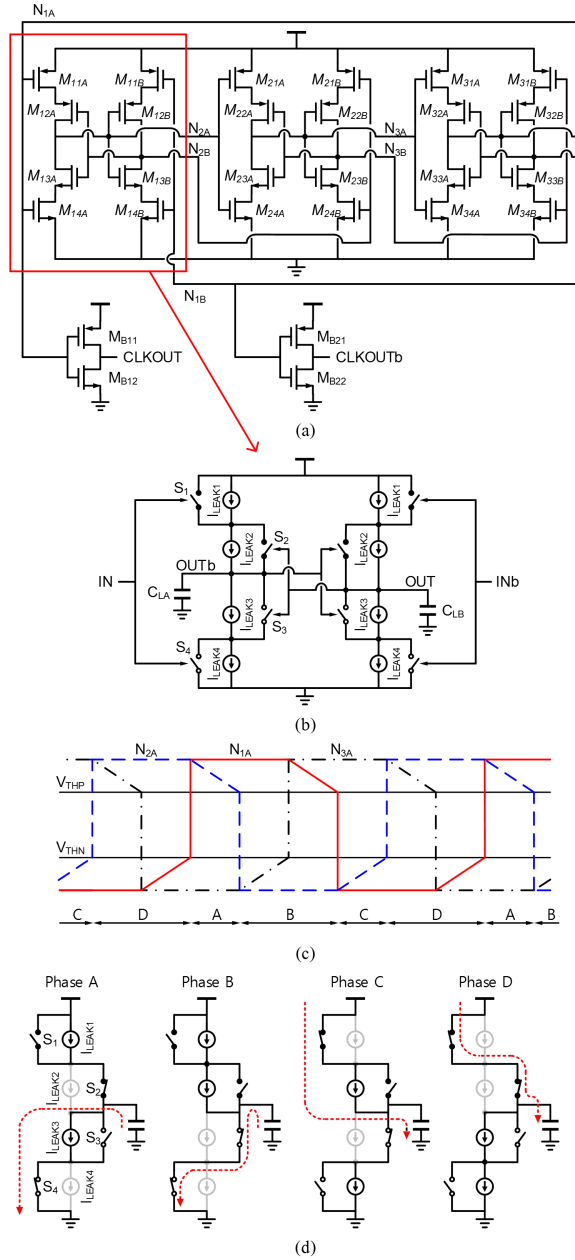 N1A
M11A M11B M21A M21B M31A M31B
M12A M12B M22A M22B M32A M32B
N2A N3A
N2B N3B
M13A M13B M23A M23B M33A M33B
M14A M14B M24A M24B M34A M34B
N1B
MB11 MB21
CLKOUT CLKOUTb
MB12 MB22
(a)
S1 ILEAK1 ILEAK1
ILEAK2 S2 ILEAK2
IN OUTb OUT INb
CLA ILEAK3 S3 ILEAK3 CLB
S4 ILEAK4 ILEAK4
(b)
N2A N1A N3A
VTHP
VTHN
C D A B C D A B
(c)
Phase A Phase B Phase C Phase D
S1 ILEAK1
ILEAK2 S2
ILEAK3 S3
S4 ILEAK4
(d)